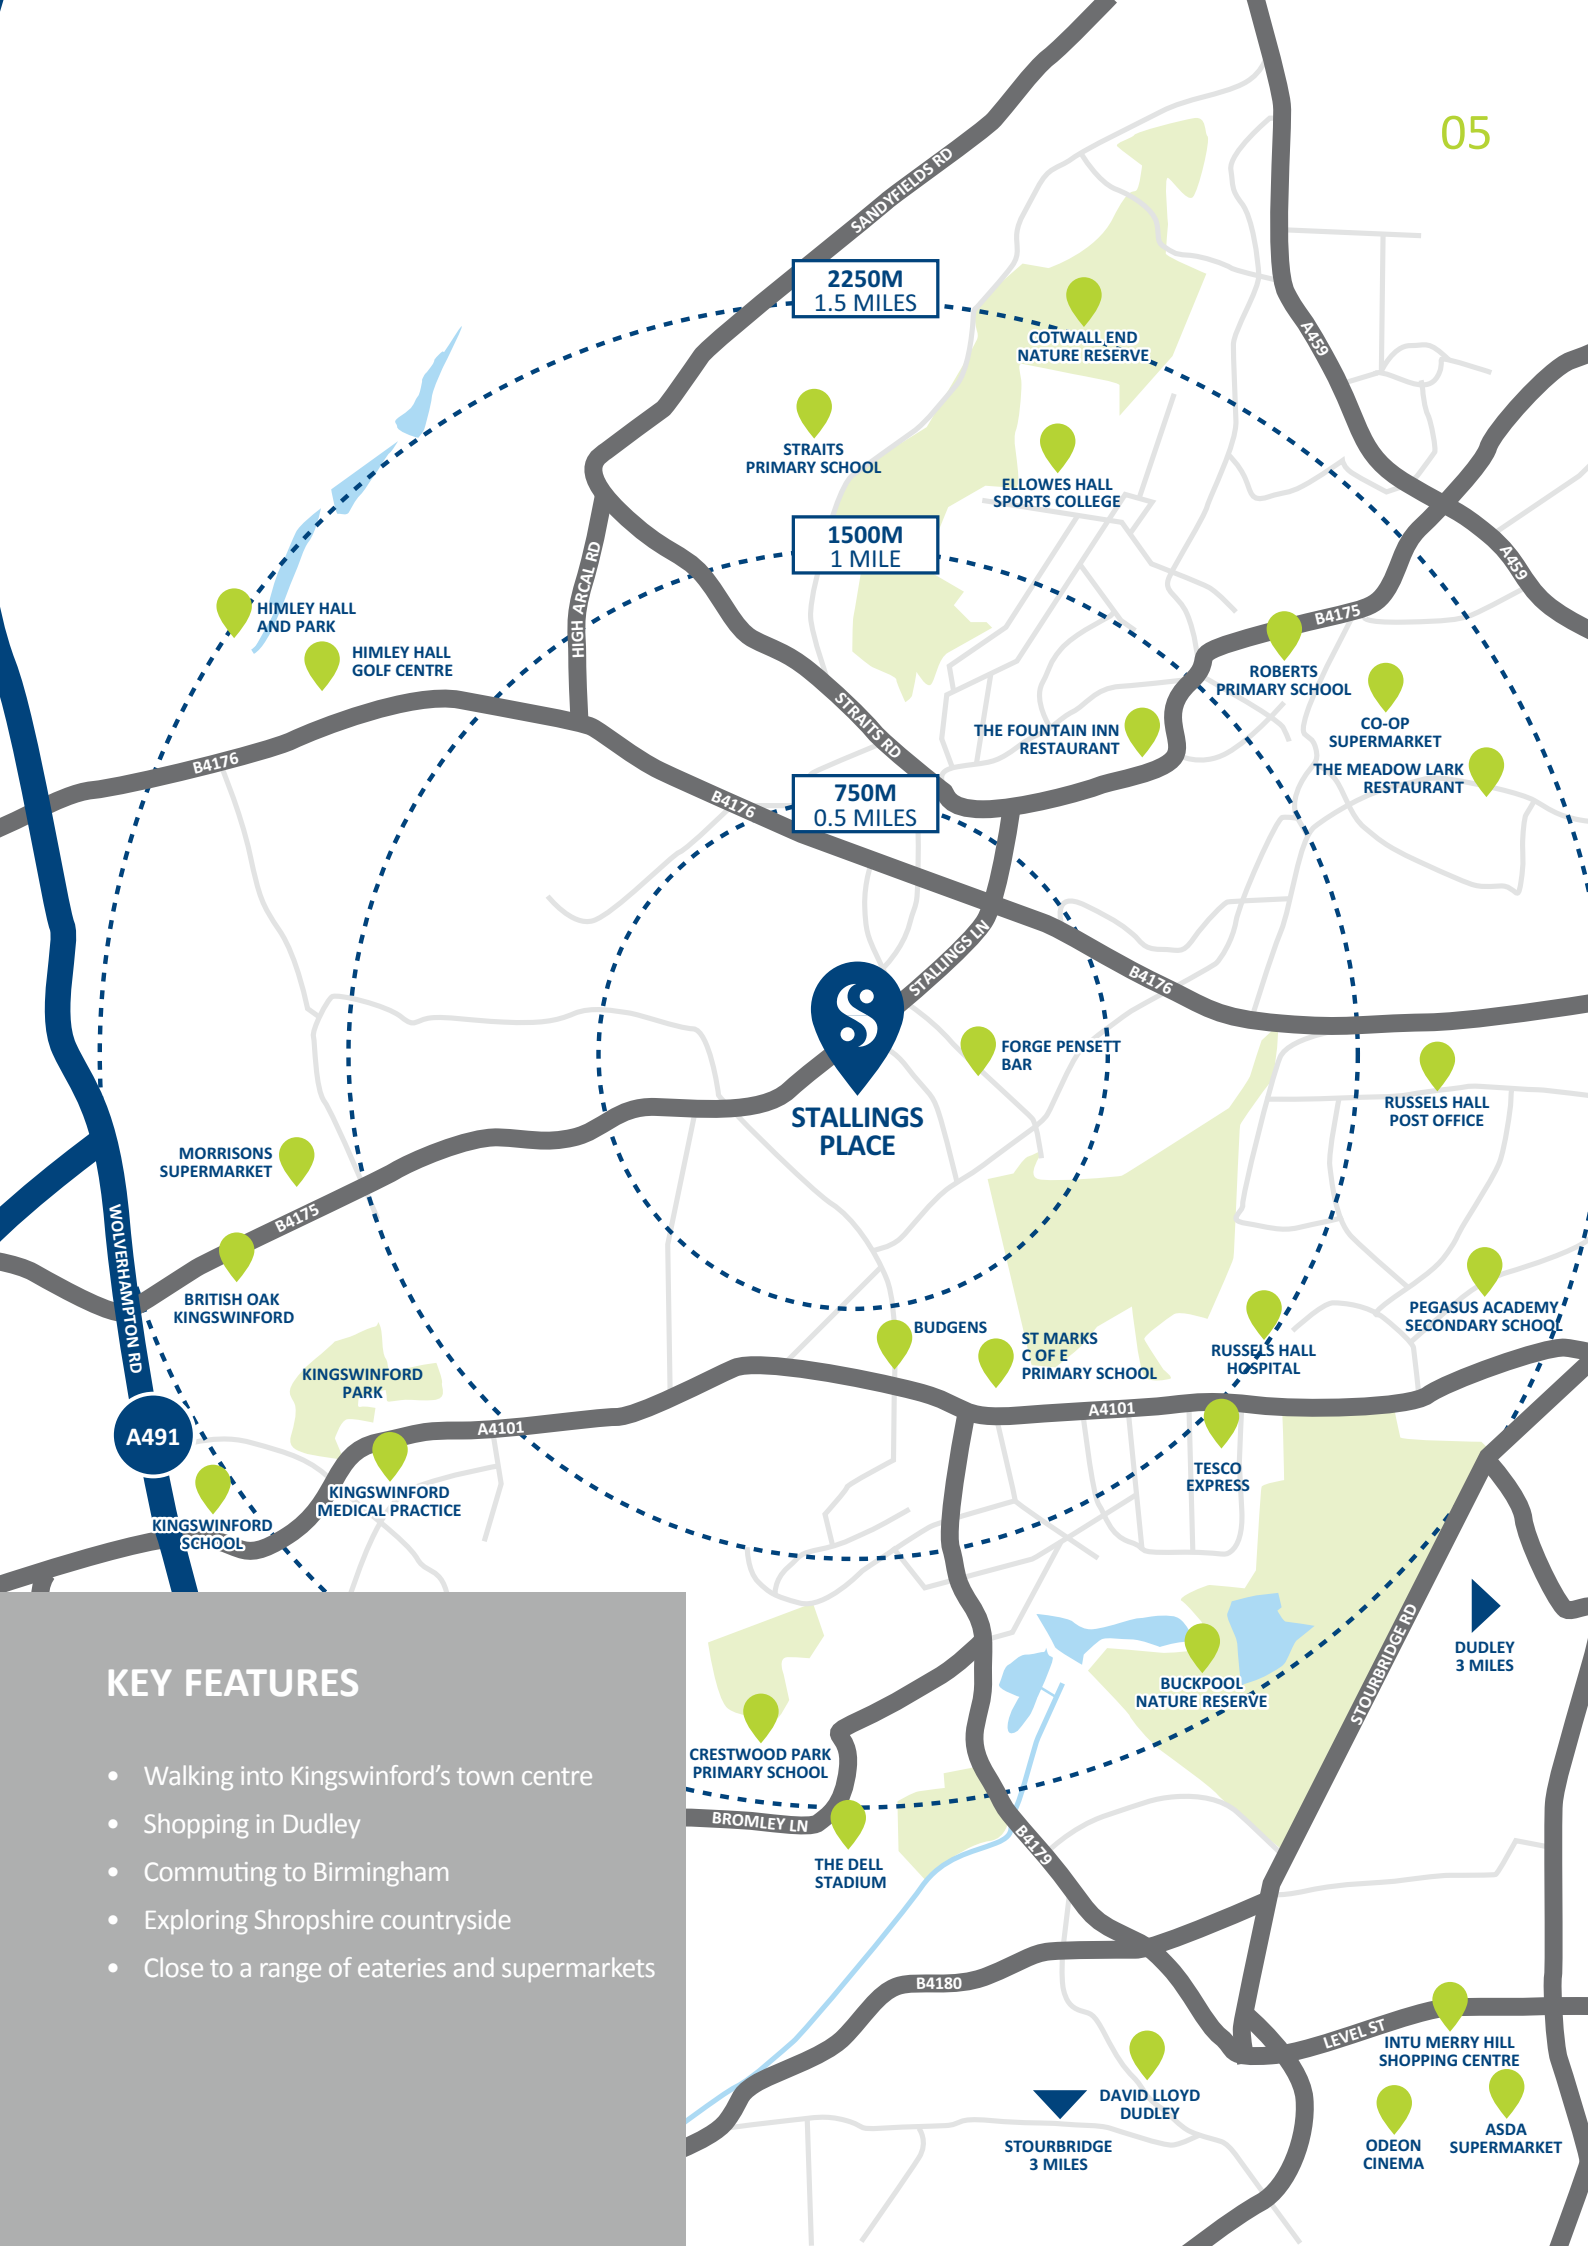 05
SANDYFIELDS RD
2250M
1.5 MILES
COTWALL END
NATURE RESERVE
A459
STRAITS
PRIMARY SCHOOL
ELLOWES HALL
SPORTS COLLEGE
1500M
1 MILE
A459
HIGH ARCAL RD
HIMLEY HALL
AND PARK
HIMLEY HALL
GOLF CENTRE
B4175
ROBERTS
PRIMARY SCHOOL
CO-OP
SUPERMARKET
STRAITS RD
THE FOUNTAIN INN
RESTAURANT
THE MEADOW LARK
RESTAURANT
B4176
B4176
750M
0.5 MILES
STALLINGS LN
B4176
FORGE PENSETT
BAR
STALLINGS
PLACE
RUSSELS HALL
POST OFFICE
MORRISONS
SUPERMARKET
B4175
WOLVERHAMPTON RD
BRITISH OAK
KINGSWINFORD
PEGASUS ACADEMY
SECONDARY SCHOOL
BUDGENS
ST MARKS
C OF E
PRIMARY SCHOOL
RUSSELS HALL
HOSPITAL
KINGSWINFORD
PARK
A4101
A4101
A491
TESCO
EXPRESS
KINGSWINFORD
MEDICAL PRACTICE
KINGSWINFORD
SCHOOL
STOURBRIDGE RD
DUDLEY
3 MILES
BUCKPOOL
NATURE RESERVE
CRESTWOOD PARK
PRIMARY SCHOOL
BROMLEY LN
B4179
THE DELL
STADIUM
B4180
LEVEL ST
INTU MERRY HILL
SHOPPING CENTRE
DAVID LLOYD
DUDLEY
STOURBRIDGE
3 MILES
ODEON
CINEMA
ASDA
SUPERMARKET
KEY FEATURES
• Walking into Kingswinford’s town centre
• Shopping in Dudley
• Commuting to Birmingham
• Exploring Shropshire countryside
• Close to a range of eateries and supermarkets